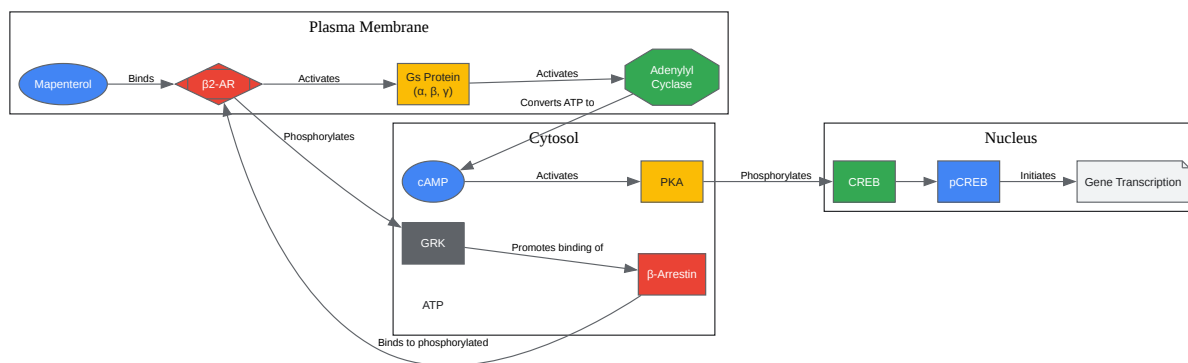 Plasma Membrane
Mapenterol
Binds
β2-AR
Activates
Gs Protein
(α, β, γ)
Activates
Adenylyl
Cyclase
Converts ATP to
Phosphorylates
Cytosol
cAMP
Activates
PKA
Phosphorylates
Nucleus
CREB
pCREB
Initiates
Gene Transcription
GRK
Promotes binding of
β-Arrestin
ATP
Binds to phosphorylated